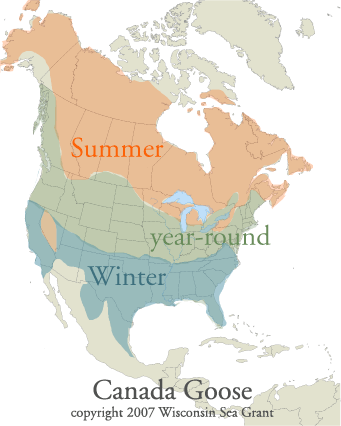 Summer
year-round
Winter
Canada Goose
copyright 2007 Wisconsin Sea Grant